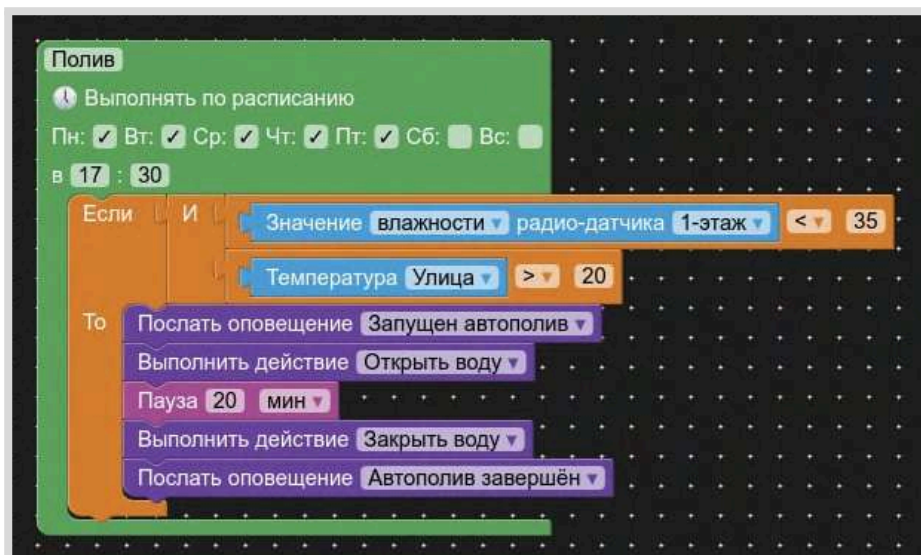 Полив
Выполнять по расписанию
Пн: ✓ Вт: ✓ Ср: ✓ Чт: ✓ Пт: ✓ Сб: Вс:
в 17 : 30
Если И Значение влажности радио-датчика 1-этаж < 35
Температура Улица > 20
То Послать оповещение Запущен автополив
Выполнить действие Открыть воду
Пауза 20 мин
Выполнить действие Закрыть воду
Послать оповещение Автополив завершён